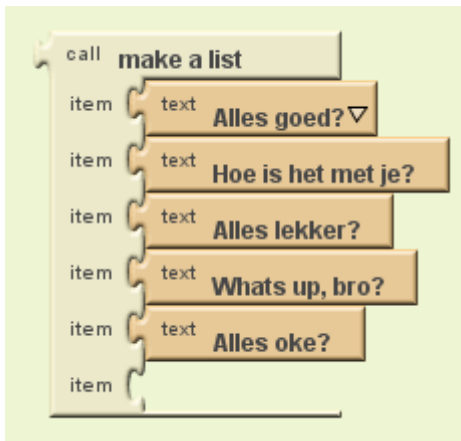 call make a list
item text Alles goed?
item text Hoe is het met je?
item text Alles lekker?
item text Whats up, bro?
item text Alles oke?
item